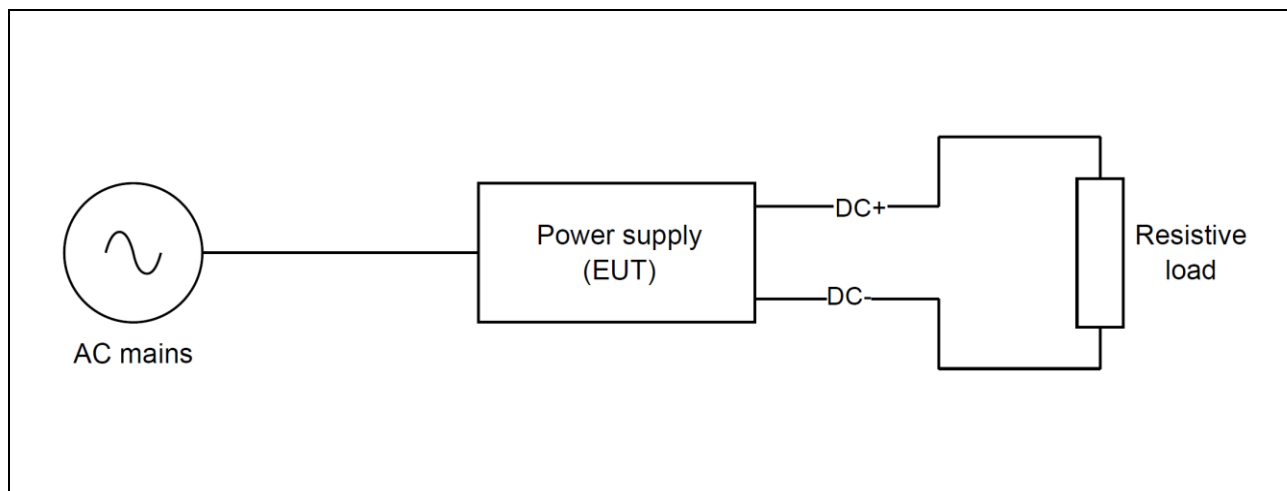 AC mains
Power supply
(EUT)
DC+
DC-
Resistive
load